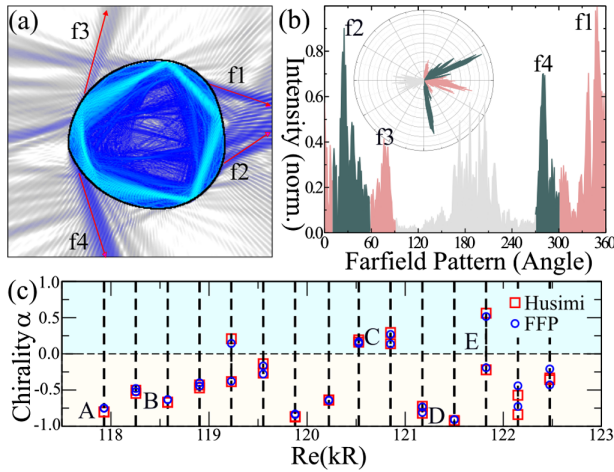 (a)
f3
f1
f2
f4
(b)
Intensity (norm.)
1
0.8
0.6
0.4
0.2
0.0
f2
f3
f4
f1
0 60 120 180 240 300 360
Farfield Pattern (Angle)
(c)
Chirality α
1.0
0.5
0.0
-0.5
-1.0
A
B
C
D
E
Husimi
FFP
118 119 120 121 122 123
Re(kR)